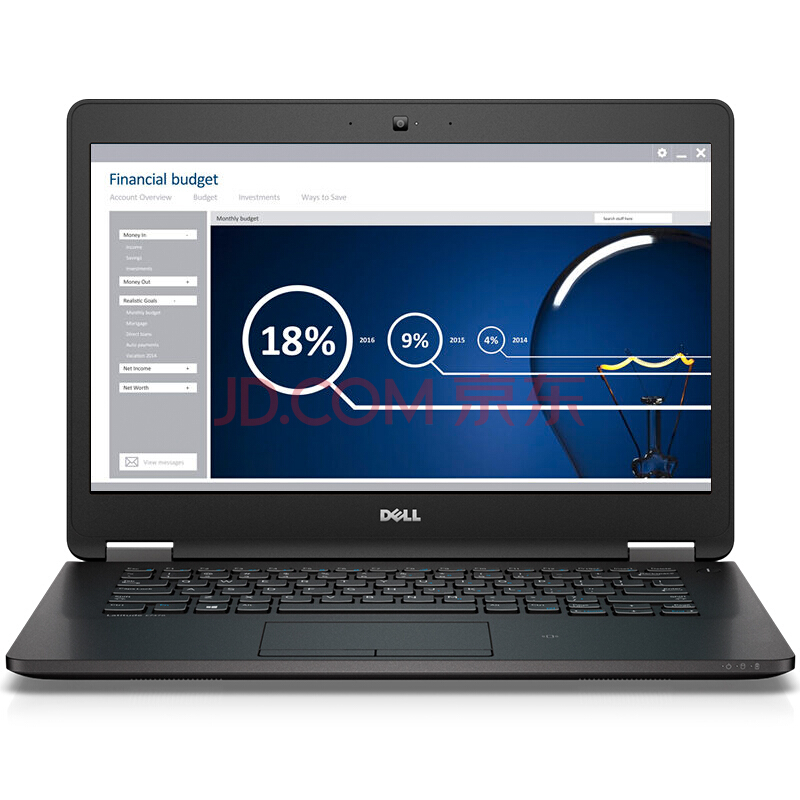 Financial budget
Account Overview Budget Investments Ways to Save
Monthly budget Search stuff here
Money In -
Income
Savings
Investments
Money Out +
Realistic Goals -
Monthly budget
Mortgage
Direct loans
Auto payments
Vacation 2014
Net Income +
Net Worth +
View messages
18% 2016 9% 2015 4% 2014
JD.COM 京东
DELL